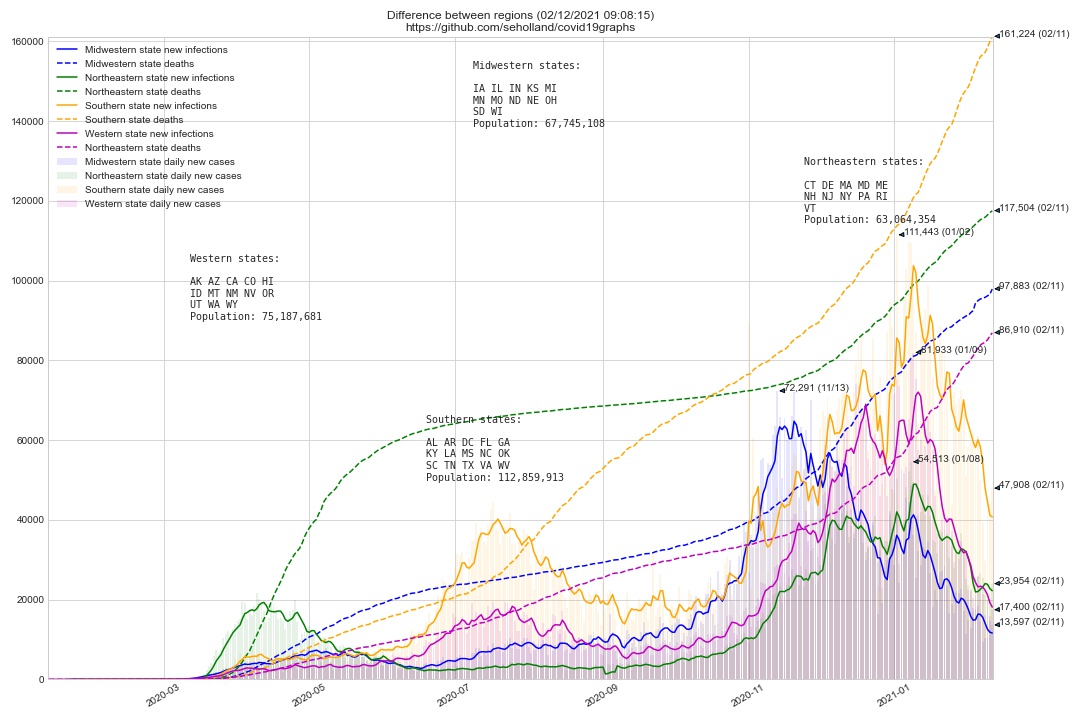 Difference between regions (02/12/2021 09:08:15)
https://github.com/seholland/covid19graphs
160000
140000
120000
100000
80000
60000
40000
20000
0
Midwestern state new infections
Midwestern state deaths
Northeastern state new infections
Northeastern state deaths
Southern state new infections
Southern state deaths
Western state new infections
Northeastern state deaths
Midwestern state daily new cases
Northeastern state daily new cases
Southern state daily new cases
Western state daily new cases
Midwestern states:
IA IL IN KS MI
MN MO ND NE OH
SD WI
Population: 67,745,108
Northeastern states:
CT DE MA MD ME
NH NJ NY PA RI
VT
Population: 63,064,354
Western states:
AK AZ CA CO HI
ID MT NM NV OR
UT WA WY
Population: 75,187,681
Southern states:
AL AR DC FL GA
KY LA MS NC OK
SC TN TX VA WV
Population: 112,859,913
161,224 (02/11)
117,504 (02/11)
111,443 (01/02)
97,883 (02/11)
86,910 (02/11)
81,933 (01/09)
72,291 (11/13)
54,513 (01/08)
47,908 (02/11)
23,954 (02/11)
17,400 (02/11)
13,597 (02/11)
2020-03
2020-05
2020-07
2020-09
2020-11
2021-01